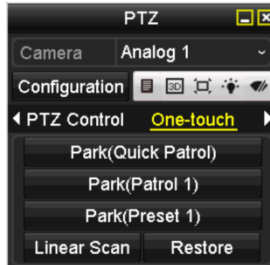 PTZ
Camera Analog 1
Configuration 3D
PTZ Control One-touch
Park(Quick Patrol)
Park(Patrol 1)
Park(Preset 1)
Linear Scan Restore